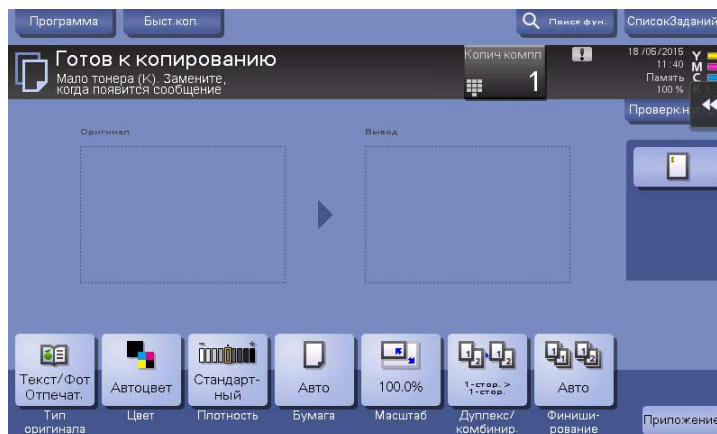 Программа
Быст.коп.
Поиск фун.
СписокЗаданий
Готов к копированию
Мало тонера (K). Замените,
когда появится сообщение
Колич компл
1
18/05/2015
11:40
Память
100 %
Y
M
C
K
Оригинал
Вывод
Текст/Фот
Отпечат.
Автоцвет
Стандарт-
ный
Авто
100.0%
1-стор. >
1-стор.
Авто
Тип
оригинала
Цвет
Плотность
Бумага
Масштаб
Дуплекс/
комбинир.
Финиши-
рование
Приложение